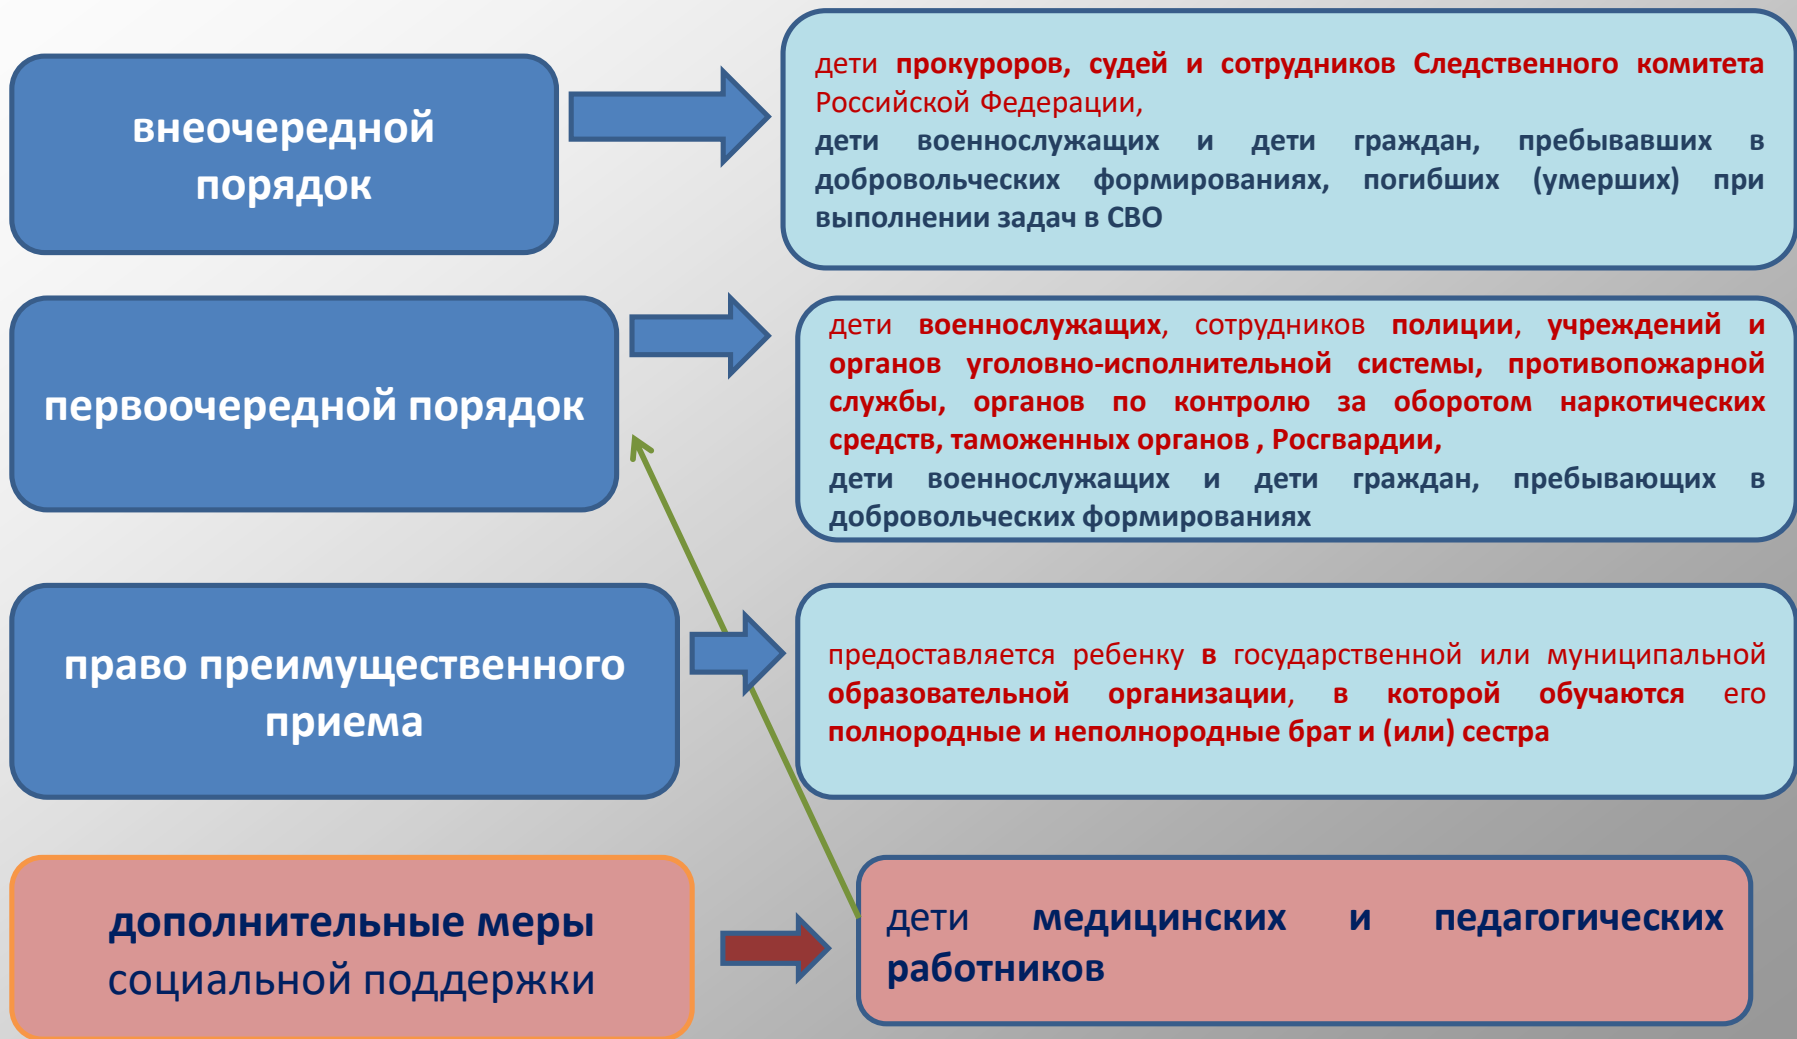 внеочередной
порядок
дети прокуроров, судей и сотрудников Следственного комитета
Российской Федерации,
дети военнослужащих и дети граждан, пребывавших в
добровольческих формированиях, погибших (умерших) при
выполнении задач в СВО
первоочередной порядок
дети военнослужащих, сотрудников полиции, учреждений и
органов уголовно-исполнительной системы, противопожарной
службы, органов по контролю за оборотом наркотических
средств, таможенных органов , Росгвардии,
дети военнослужащих и дети граждан, пребывающих в
добровольческих формированиях
право преимущественного
приема
предоставляется ребенку в государственной или муниципальной
образовательной организации, в которой обучаются его
полнородные и неполнородные брат и (или) сестра
дополнительные меры
социальной поддержки
дети медицинских и педагогических
работников